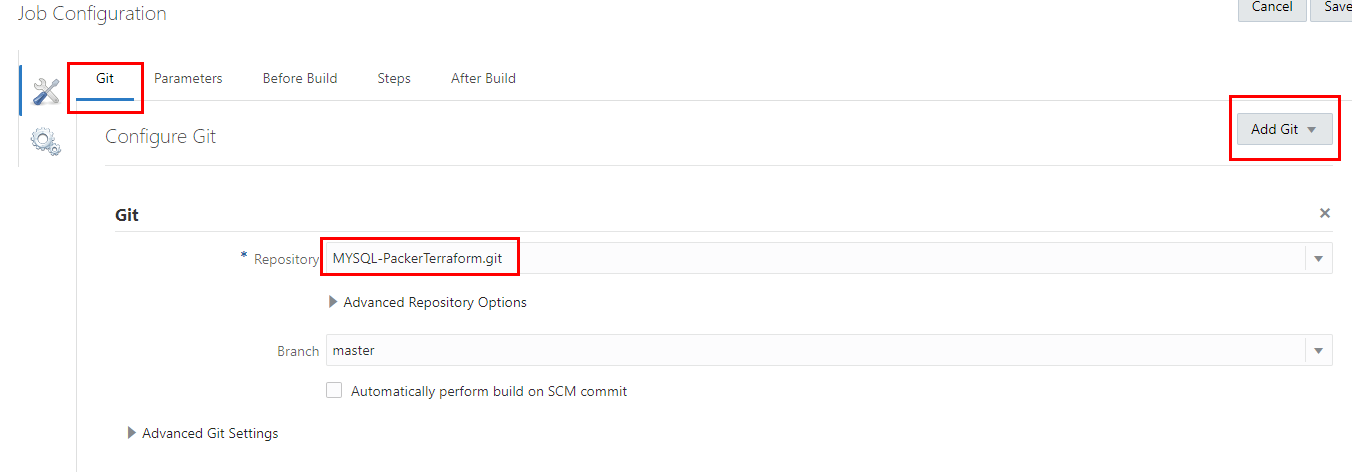 Job Configuration
Cancel
Save
Git
Parameters
Before Build
Steps
After Build
Configure Git
Add Git
Git
* Repository
MYSQL-PackerTerraform.git
Advanced Repository Options
Branch
master
Automatically perform build on SCM commit
Advanced Git Settings